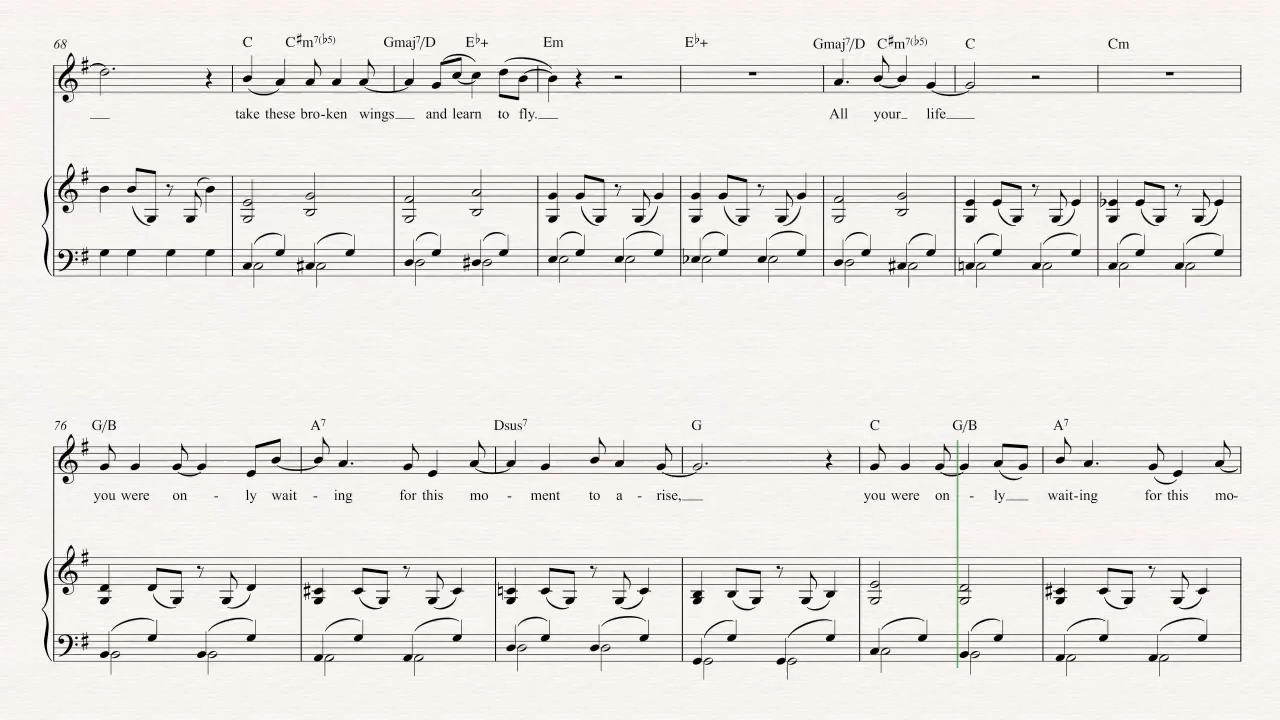 68 C C♯m7(♭5) Gmaj7/D E♭+ Em E♭+ Gmaj7/D C♯m7(♭5) C Cm
take these bro-ken wings and learn to fly. All your life
76 G/B A7 Dsus7 G C G/B A7
you were on - ly wait - ing for this mo - ment to a - rise, you were on - ly wait-ing for this mo-